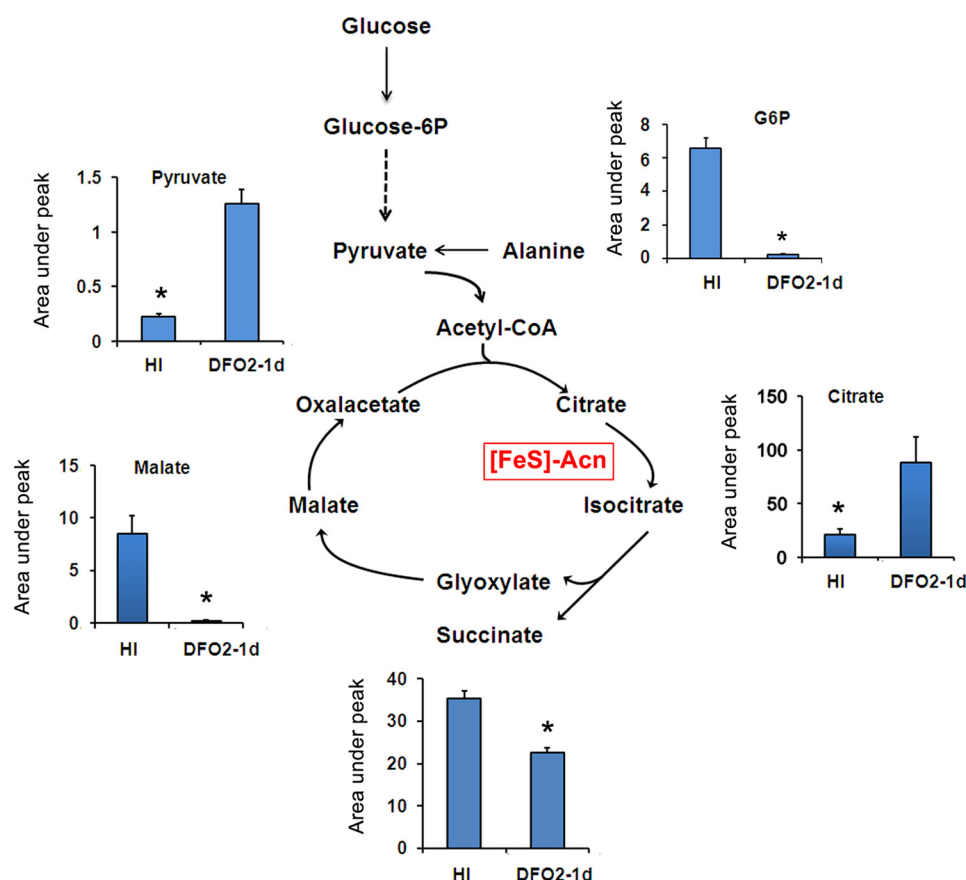 Glucose
Glucose-6P
Pyruvate
Alanine
Acetyl-CoA
Oxalacetate
Citrate
[FeS]-Acn
Malate
Isocitrate
Glyoxylate
Succinate
G6P
Area under peak
8
6
4
2
0
*
HI
DFO2-1d
Pyruvate
Area under peak
1.5
1
0.5
0
*
HI
DFO2-1d
Citrate
Area under peak
150
100
50
0
*
HI
DFO2-1d
Malate
Area under peak
15
10
5
0
*
HI
DFO2-1d
Area under peak
40
30
20
10
0
*
HI
DFO2-1d